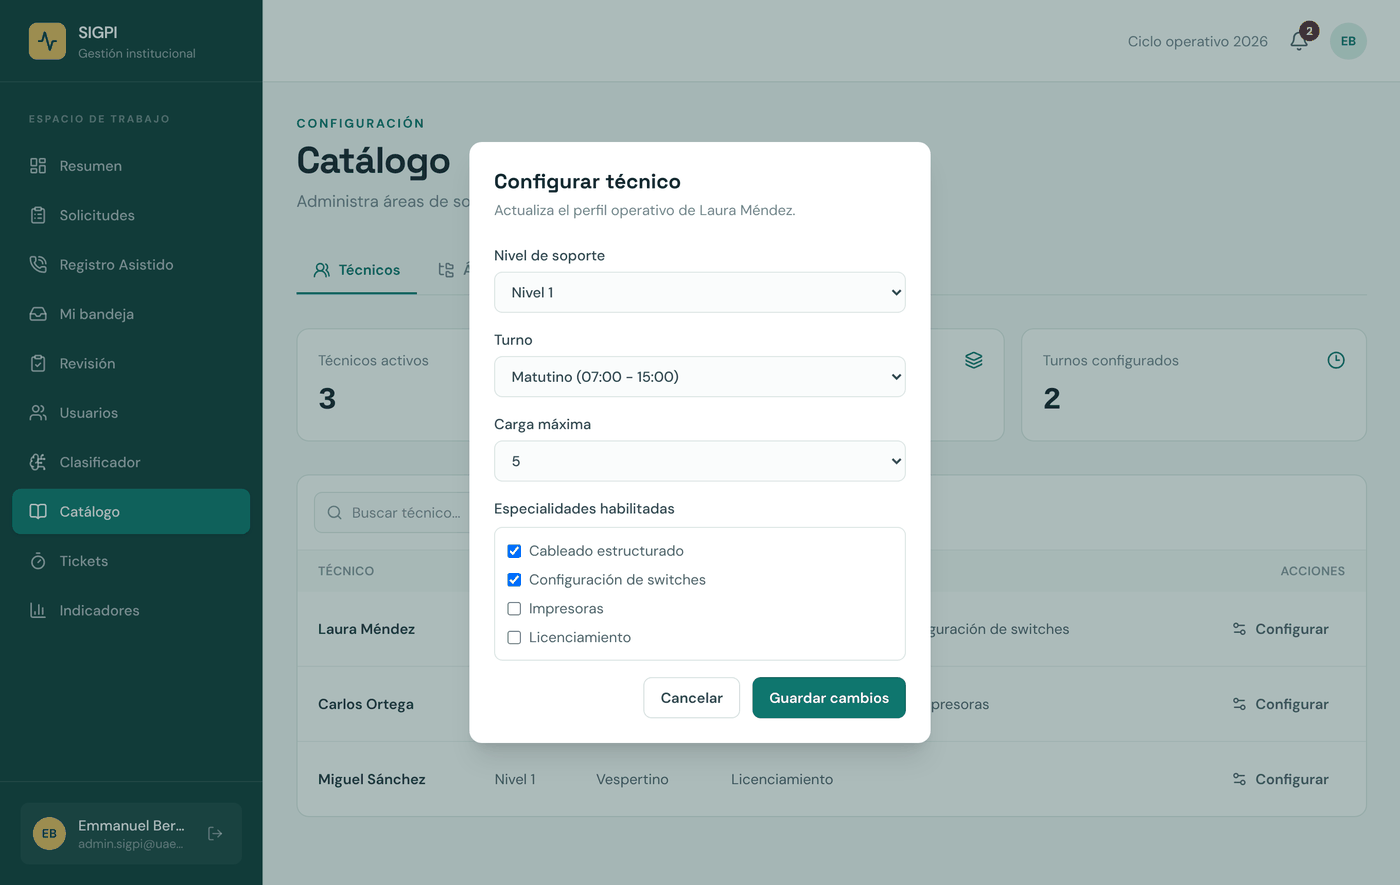 SIGPI
Gestión institucional
ESPACIO DE TRABAJO
Resumen
Solicitudes
Registro Asistido
Mi bandeja
Revisión
Usuarios
Clasificador
Catálogo
Tickets
Indicadores
EB
Emmanuel Ber...
admin.sigpi@uae...
Ciclo operativo 2026
2
EB
CONFIGURACIÓN
Catálogo
Administra áreas de so
Técnicos
Á
Técnicos activos
3
Turnos configurados
2
Buscar técnico...
TÉCNICO
ACCIONES
Laura Méndez
guración de switches
Configurar
Carlos Ortega
presoras
Configurar
Miguel Sánchez
Nivel 1
Vespertino
Licenciamiento
Configurar
Configurar técnico
Actualiza el perfil operativo de Laura Méndez.
Nivel de soporte
Nivel 1
Turno
Matutino (07:00 - 15:00)
Carga máxima
5
Especialidades habilitadas
Cableado estructurado
Configuración de switches
Impresoras
Licenciamiento
Cancelar
Guardar cambios